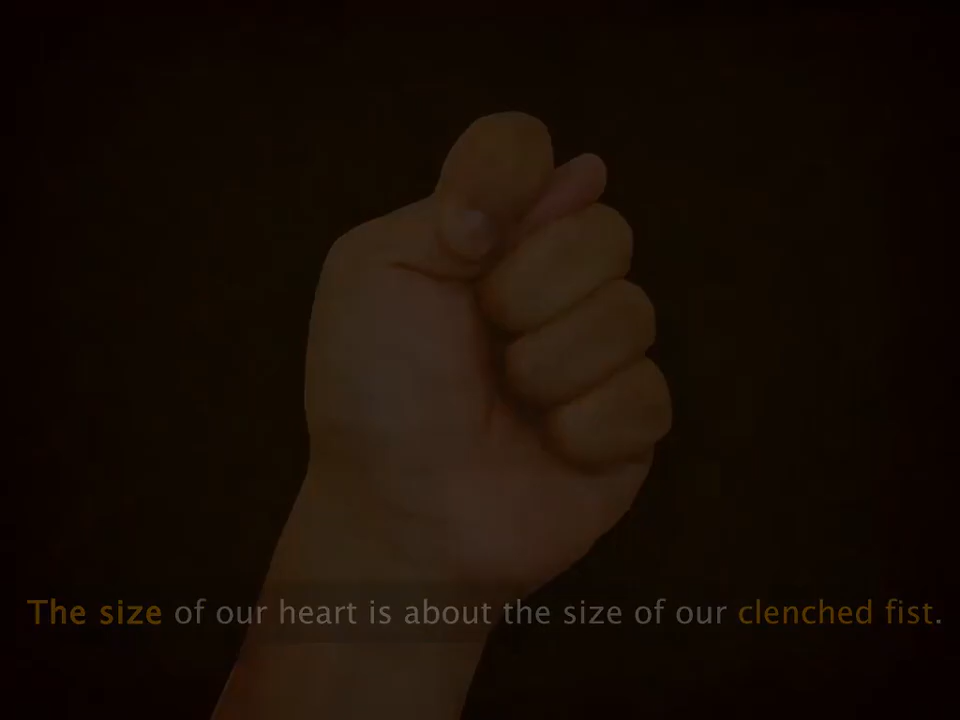 The size of our heart is about the size of our clenched fist.